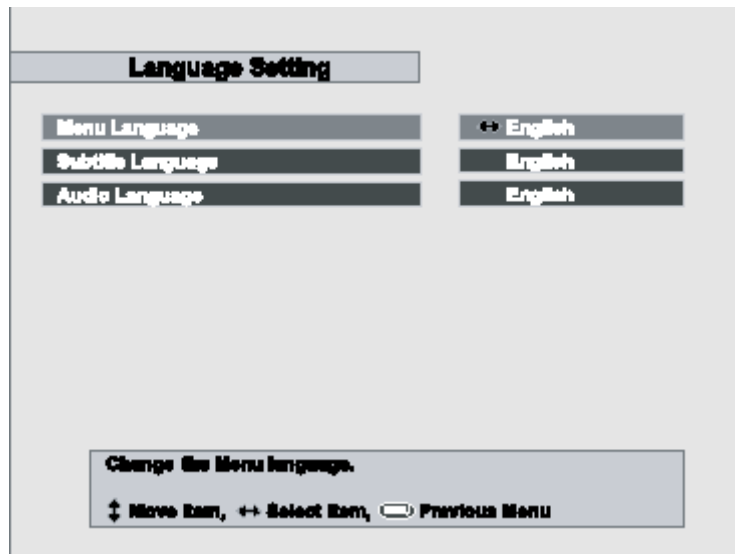 Language Setting
Menu Language ↔ English
Subtitle Language English
Audio Language English
Change the Menu language.
↕ Move Item, ↔ Select Item, Previous Menu